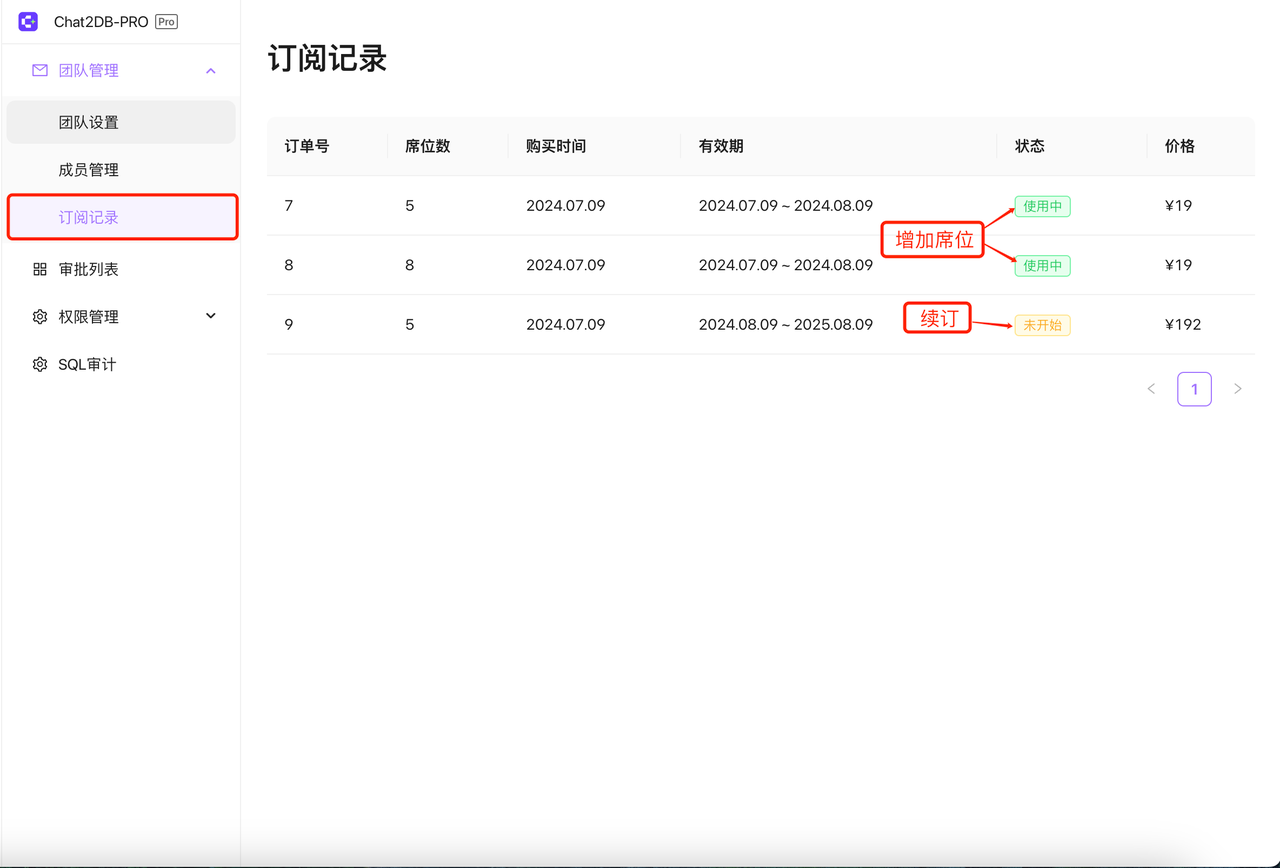 Chat2DB-PRO Pro
团队管理
团队设置
成员管理
订阅记录
审批列表
权限管理
SQL审计
订阅记录
订单号 席位数 购买时间 有效期 状态 价格
7 5 2024.07.09 2024.07.09 ~ 2024.08.09 使用中 ¥19
增加席位
8 8 2024.07.09 2024.07.09 ~ 2024.08.09 使用中 ¥19
9 5 2024.07.09 2024.08.09 ~ 2025.08.09 续订 未开始 ¥192
< 1 >